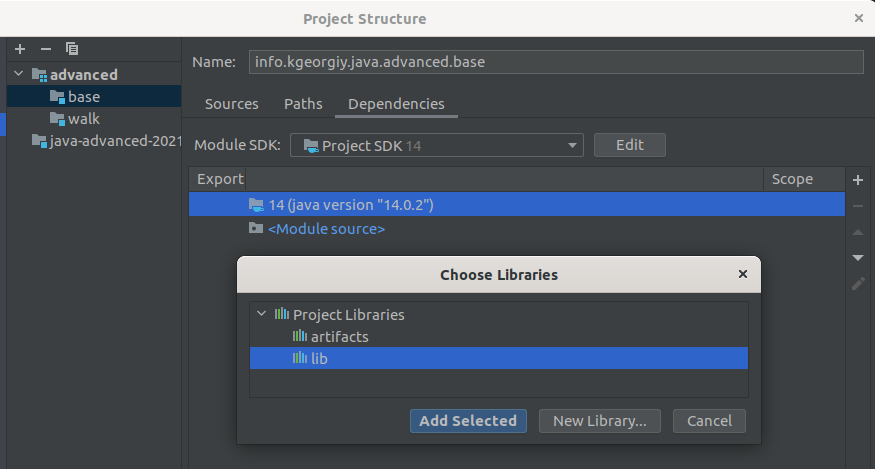 Project Structure
advanced
base
walk
java-advanced-2021
Name: info.kgeorgiy.java.advanced.base
Sources Paths Dependencies
Module SDK: Project SDK 14 Edit
Export Scope
14 (java version "14.0.2")
<Module source>
Choose Libraries
Project Libraries
artifacts
lib
Add Selected New Library... Cancel